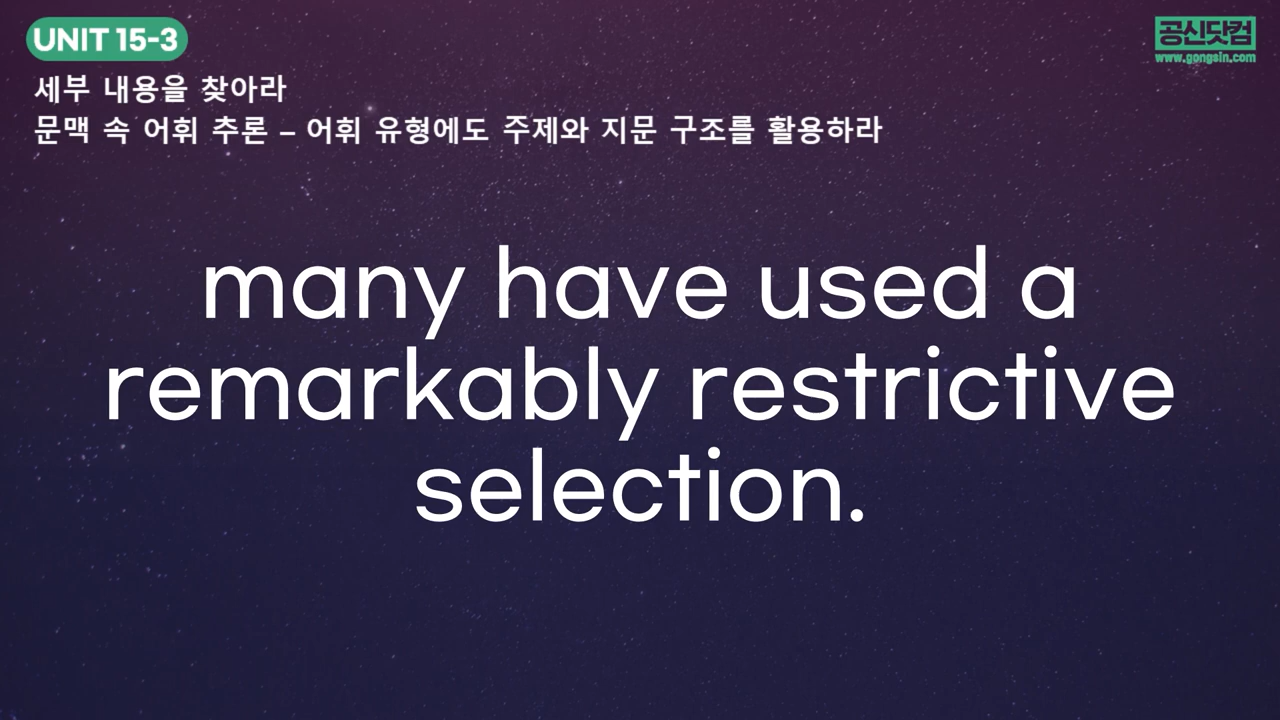 UNIT 15-3
공신닷컴
www.gongsin.com
세부 내용을 찾아라
문맥 속 어휘 추론 – 어휘 유형에도 주제와 지문 구조를 활용하라
many have used a
remarkably restrictive
selection.